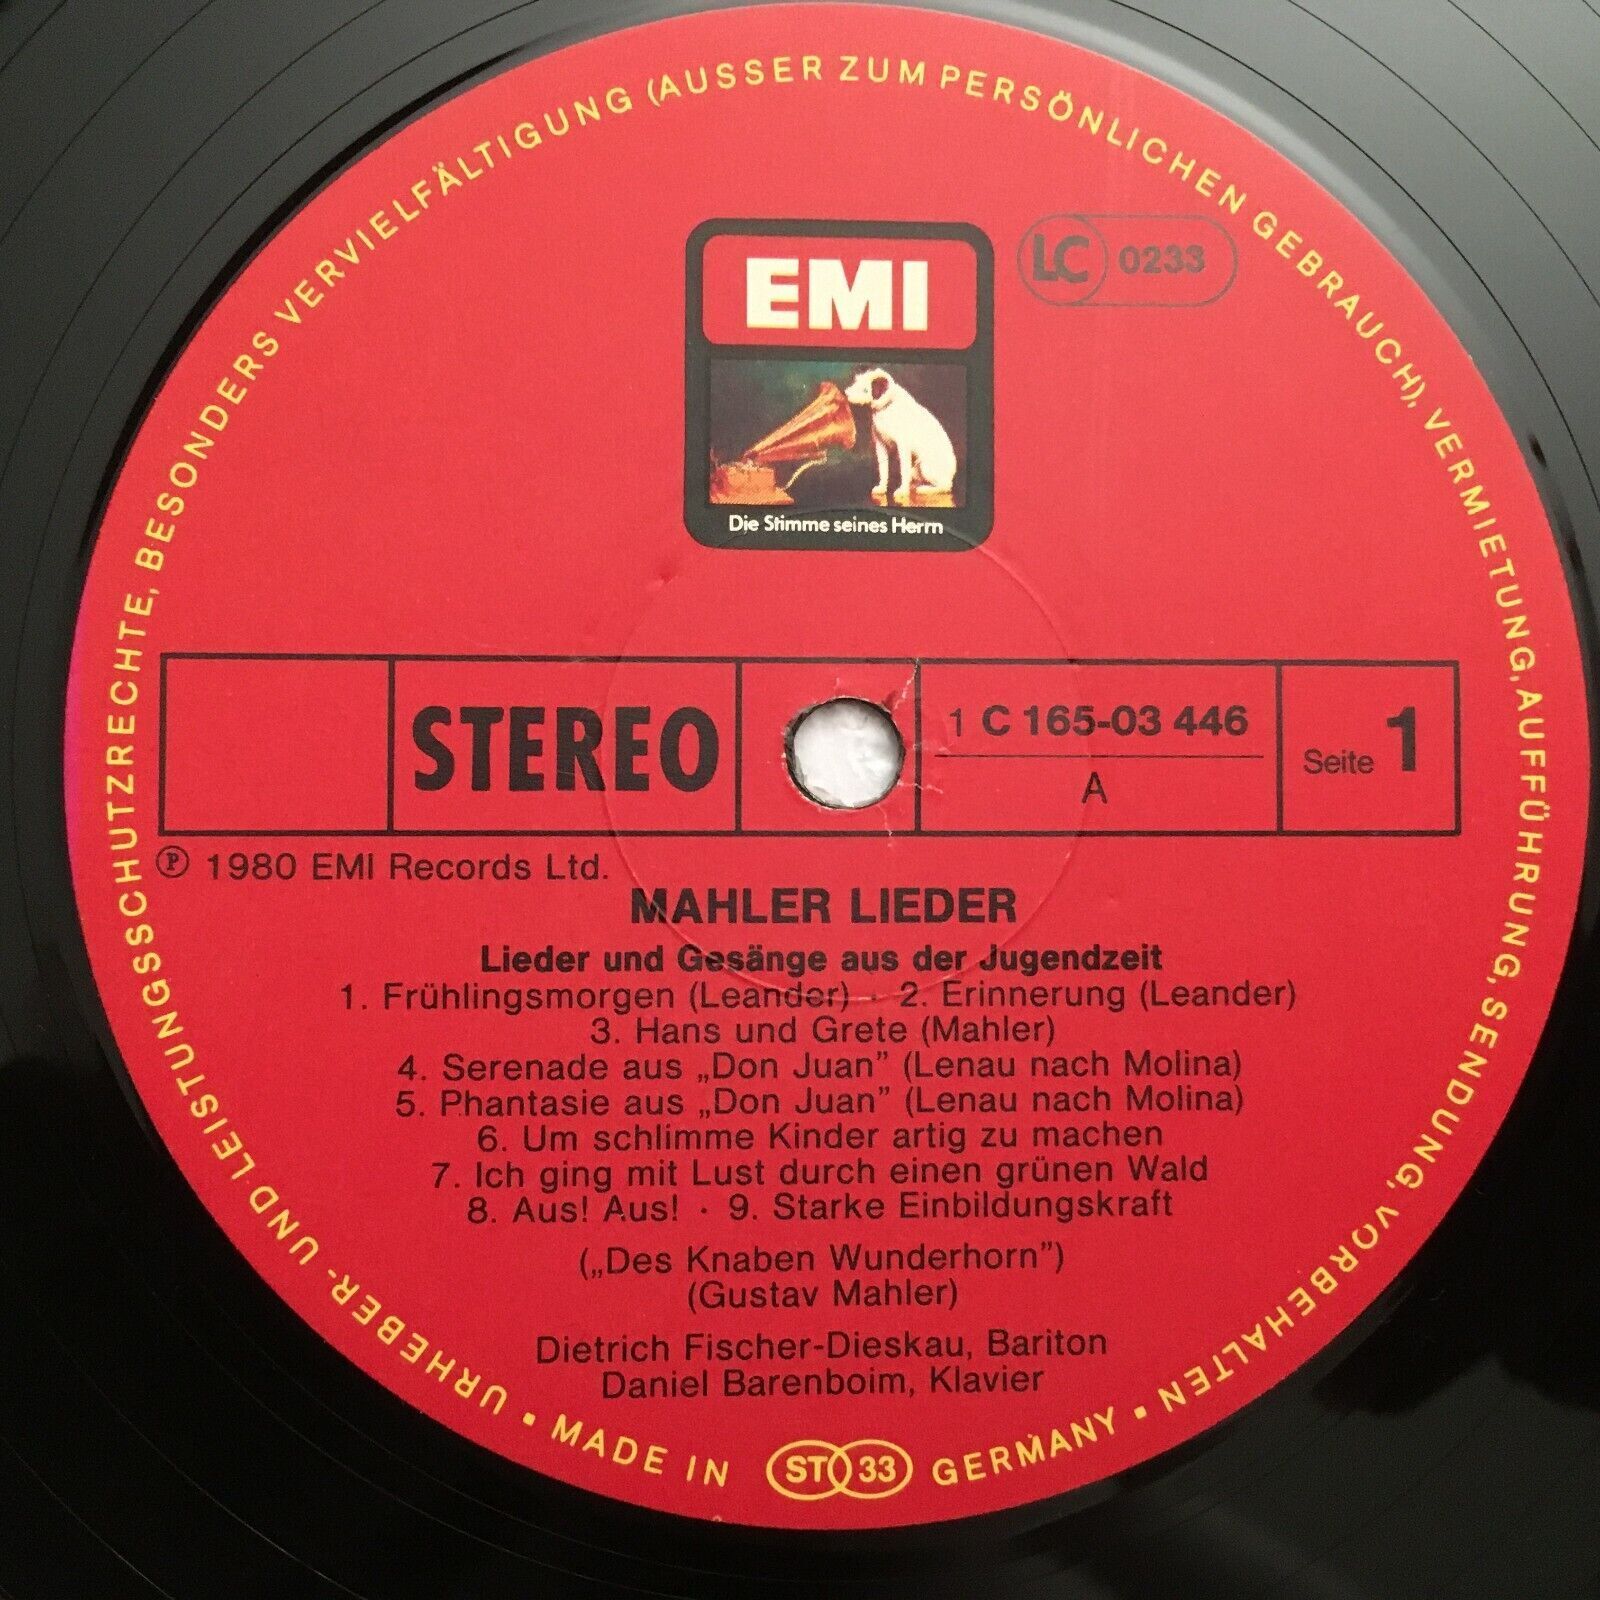 URHEBER- UND LEISTUNGSSCHUTZRECHTE, BESONDERS VERVIELFÄLTIGUNG (AUSSER ZUM PERSÖNLICHEN GEBRAUCH), VERMIETUNG, AUFFÜHRUNG, SENDUNG, VORBEHALTEN •
EMI
LC 0233
Die Stimme seines Herrn
STEREO
1 C 165-03 446
A
Seite 1
℗ 1980 EMI Records Ltd.
MAHLER LIEDER
Lieder und Gesänge aus der Jugendzeit
1. Frühlingsmorgen (Leander) · 2. Erinnerung (Leander)
3. Hans und Grete (Mahler)
4. Serenade aus „Don Juan” (Lenau nach Molina)
5. Phantasie aus „Don Juan” (Lenau nach Molina)
6. Um schlimme Kinder artig zu machen
7. Ich ging mit Lust durch einen grünen Wald
8. Aus! Aus! · 9. Starke Einbildungskraft
(„Des Knaben Wunderhorn”)
(Gustav Mahler)
Dietrich Fischer-Dieskau, Bariton
Daniel Barenboim, Klavier
• MADE IN ST 33 GERMANY